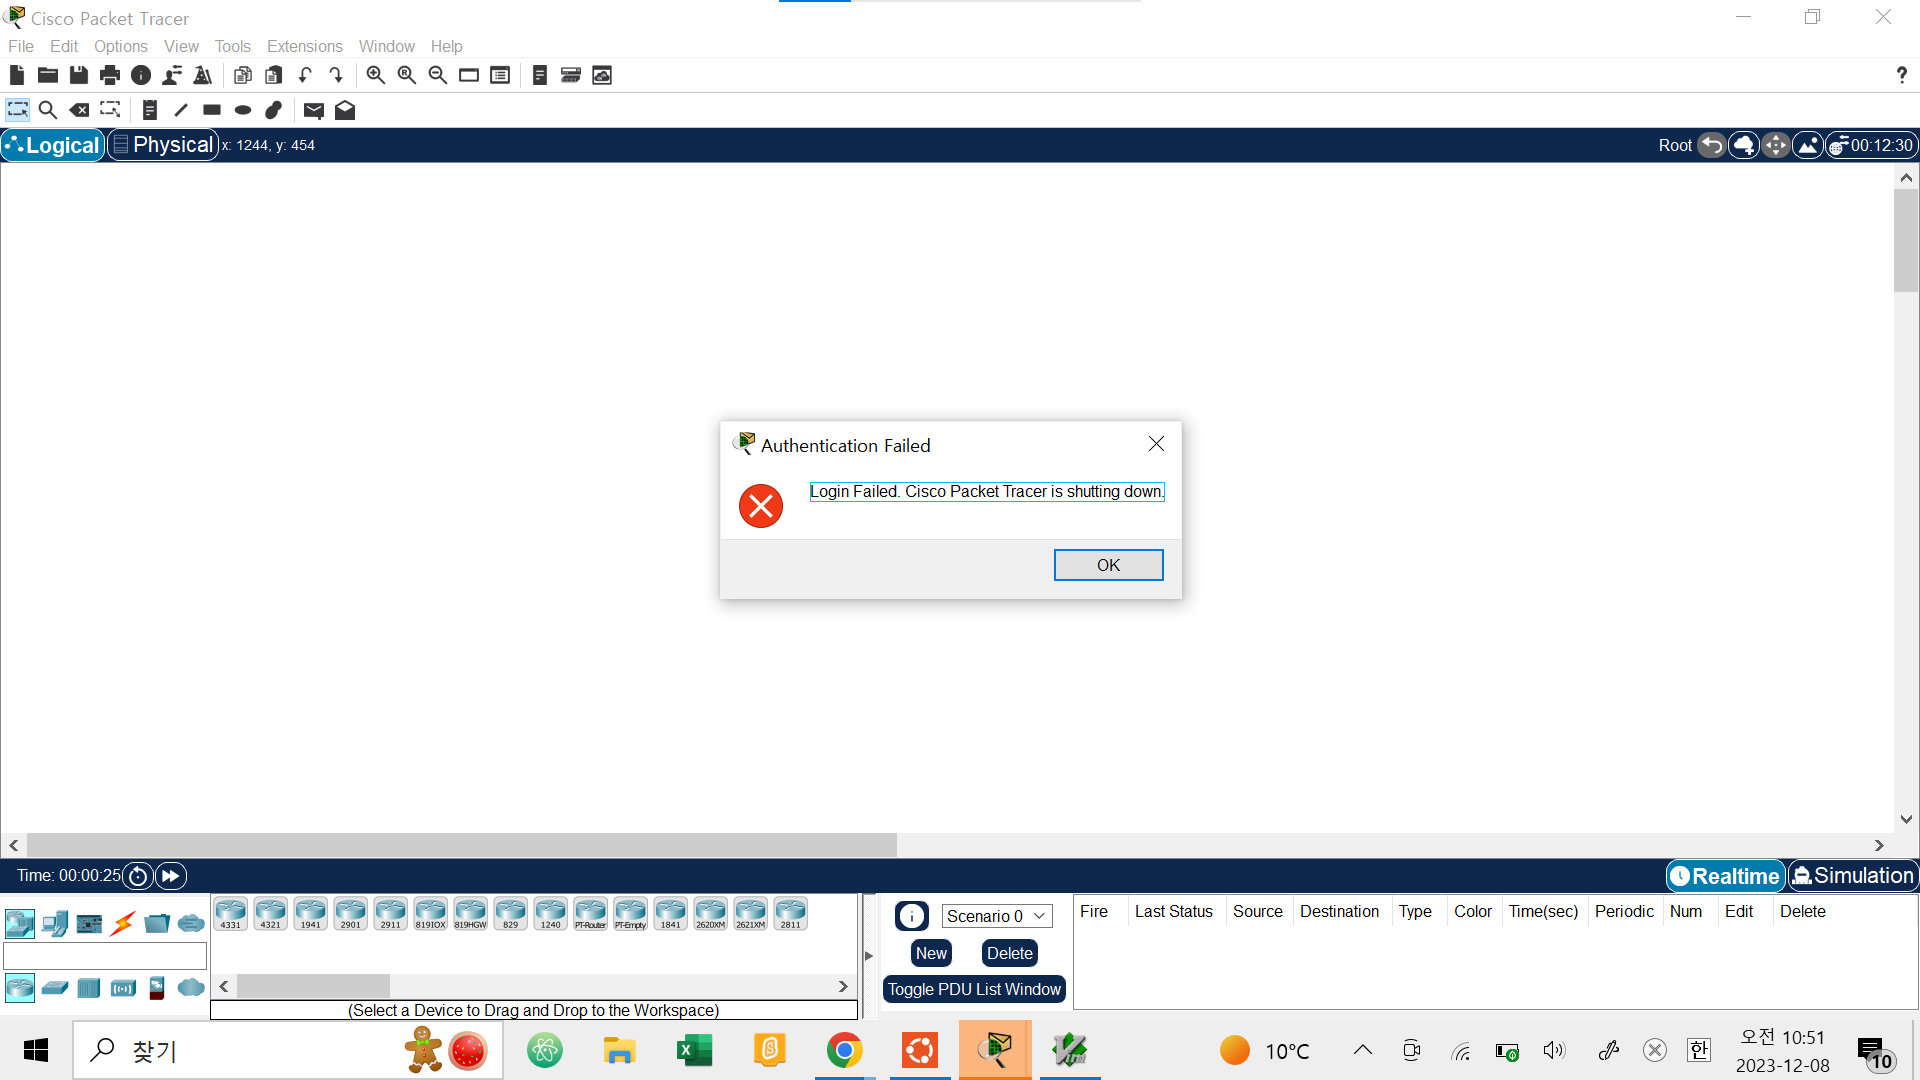 Cisco Packet Tracer
File Edit Options View Tools Extensions Window Help
?
Logical Physical x: 1244, y: 454 Root 00:12:30
Authentication Failed
Login Failed. Cisco Packet Tracer is shutting down.
OK
Time: 00:00:25 Realtime Simulation
4331 4321 1941 2901 2911 819IOX 819HGW 829 1240 PT-Router PT-Empty 1841 2620XM 2621XM 2811
Scenario 0
New Delete
Toggle PDU List Window
Fire Last Status Source Destination Type Color Time(sec) Periodic Num Edit Delete
(Select a Device to Drag and Drop to the Workspace)
찾기
10°C
한
오전 10:51
2023-12-08
10